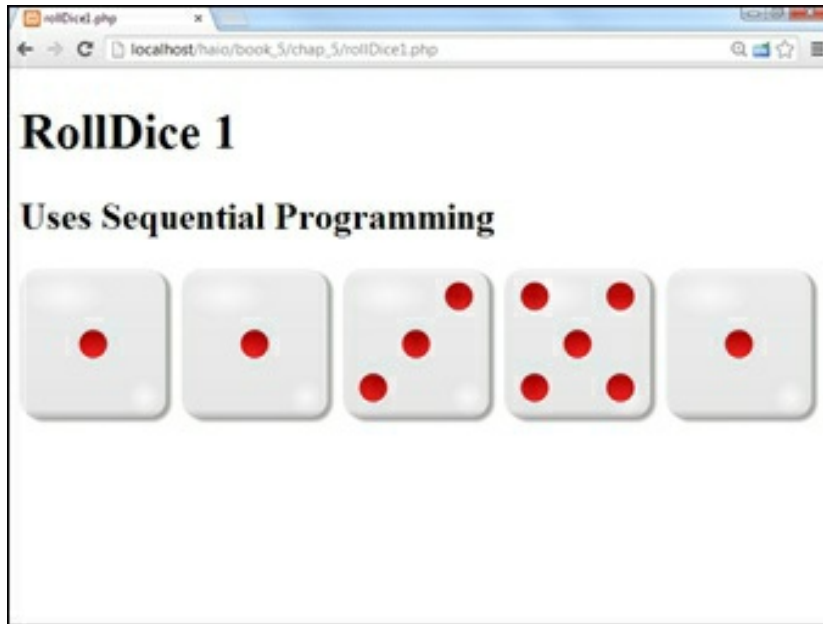 rollDice1.php
localhost/haio/book_5/chap_5/rollDice1.php
RollDice 1
Uses Sequential Programming